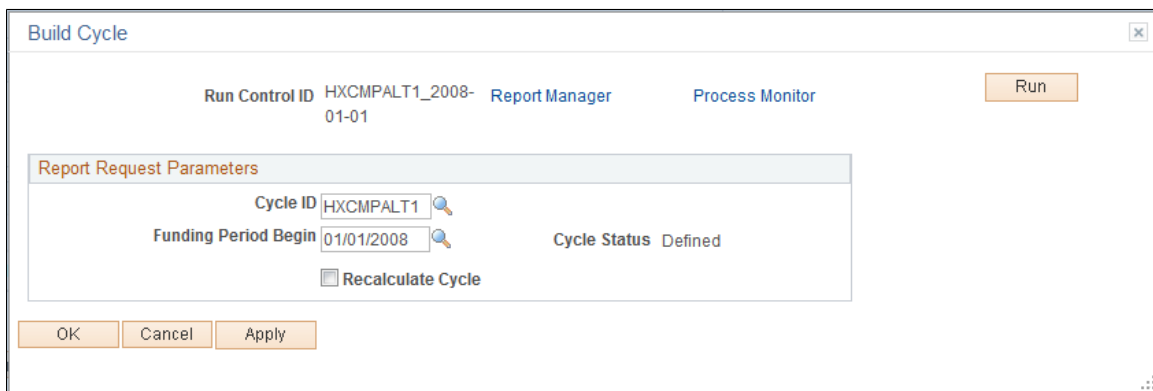 Build Cycle
Run Control ID HXCMPALT1_2008-01-01 Report Manager Process Monitor Run
Report Request Parameters
Cycle ID HXCMPALT1
Funding Period Begin 01/01/2008 Cycle Status Defined
Recalculate Cycle
OK Cancel Apply